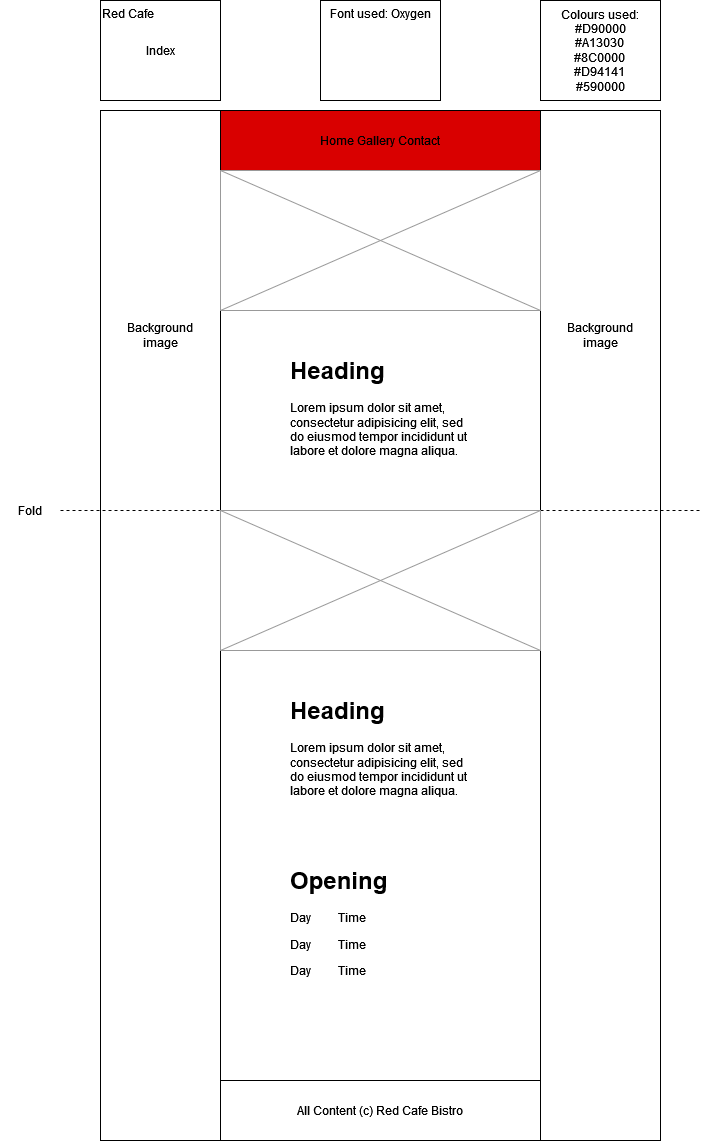 Red Cafe
Index
Font used: Oxygen
Colours used:
#D90000
#A13030
#8C0000
#D94141
#590000
Home Gallery Contact
Background
image
Background
image
Heading
Lorem ipsum dolor sit amet,
consectetur adipisicing elit, sed
do eiusmod tempor incididunt ut
labore et dolore magna aliqua.
Fold
Heading
Lorem ipsum dolor sit amet,
consectetur adipisicing elit, sed
do eiusmod tempor incididunt ut
labore et dolore magna aliqua.
Opening
Day Time
Day Time
Day Time
All Content (c) Red Cafe Bistro